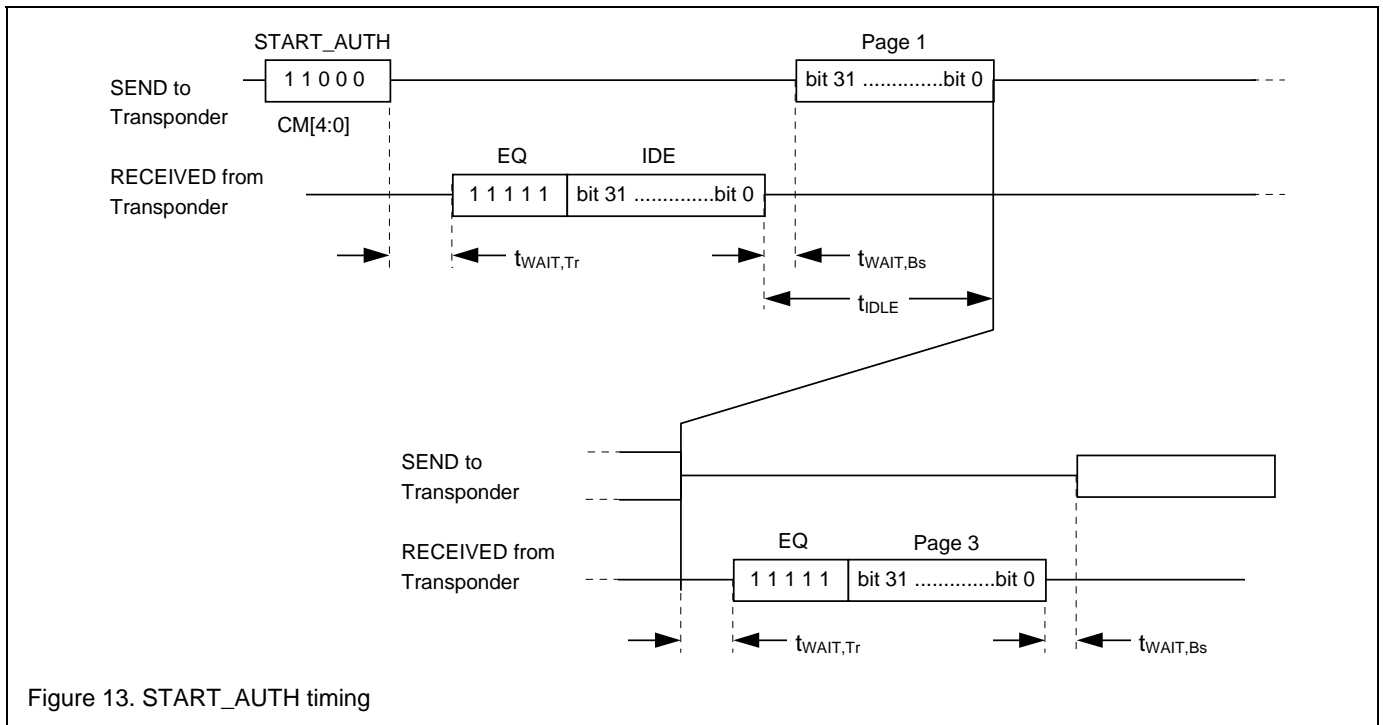 START_AUTH
Page 1
SEND to
Transponder
1 1 0 0 0
bit 31 ..............bit 0
CM[4:0]
EQ
IDE
RECEIVED from
Transponder
1 1 1 1 1
bit 31 ..............bit 0
tWAIT,Tr
tWAIT,Bs
tIDLE
SEND to
Transponder
EQ
Page 3
RECEIVED from
Transponder
1 1 1 1 1
bit 31 ..............bit 0
tWAIT,Tr
tWAIT,Bs
Figure 13. START_AUTH timing